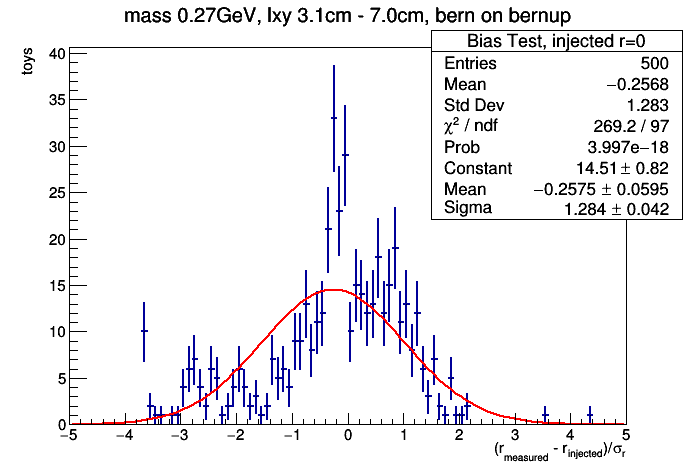 mass 0.27GeV, lxy 3.1cm - 7.0cm, bern on bernup
Bias Test, injected r=0
Entries 500
Mean −0.2568
Std Dev 1.283
χ² / ndf 269.2 / 97
Prob 3.997e−18
Constant 14.51 ± 0.82
Mean −0.2575 ± 0.0595
Sigma 1.284 ± 0.042
toys
40
35
30
25
20
15
10
5
0
−5 −4 −3 −2 −1 0 1 2 3 4 5
(r_measured - r_injected)/σ_r